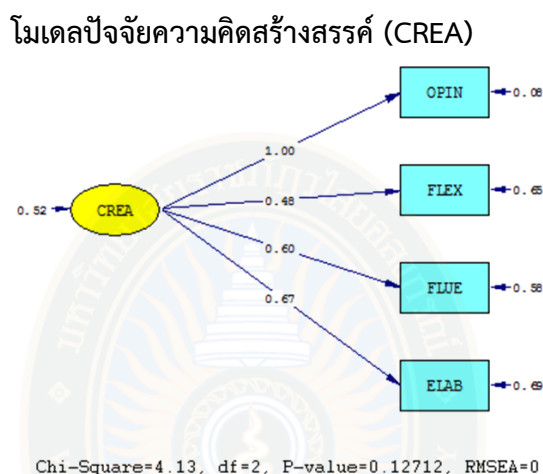 โมเดลปัจจัยความคิดสร้างสรรค์ (CREA)
OPIN
0.08
1.00
FLEX
0.65
0.48
0.52
CREA
0.60
FLUE
0.58
0.67
ELAB
0.69
Chi-Square=4.13, df=2, P-value=0.12712, RMSEA=0